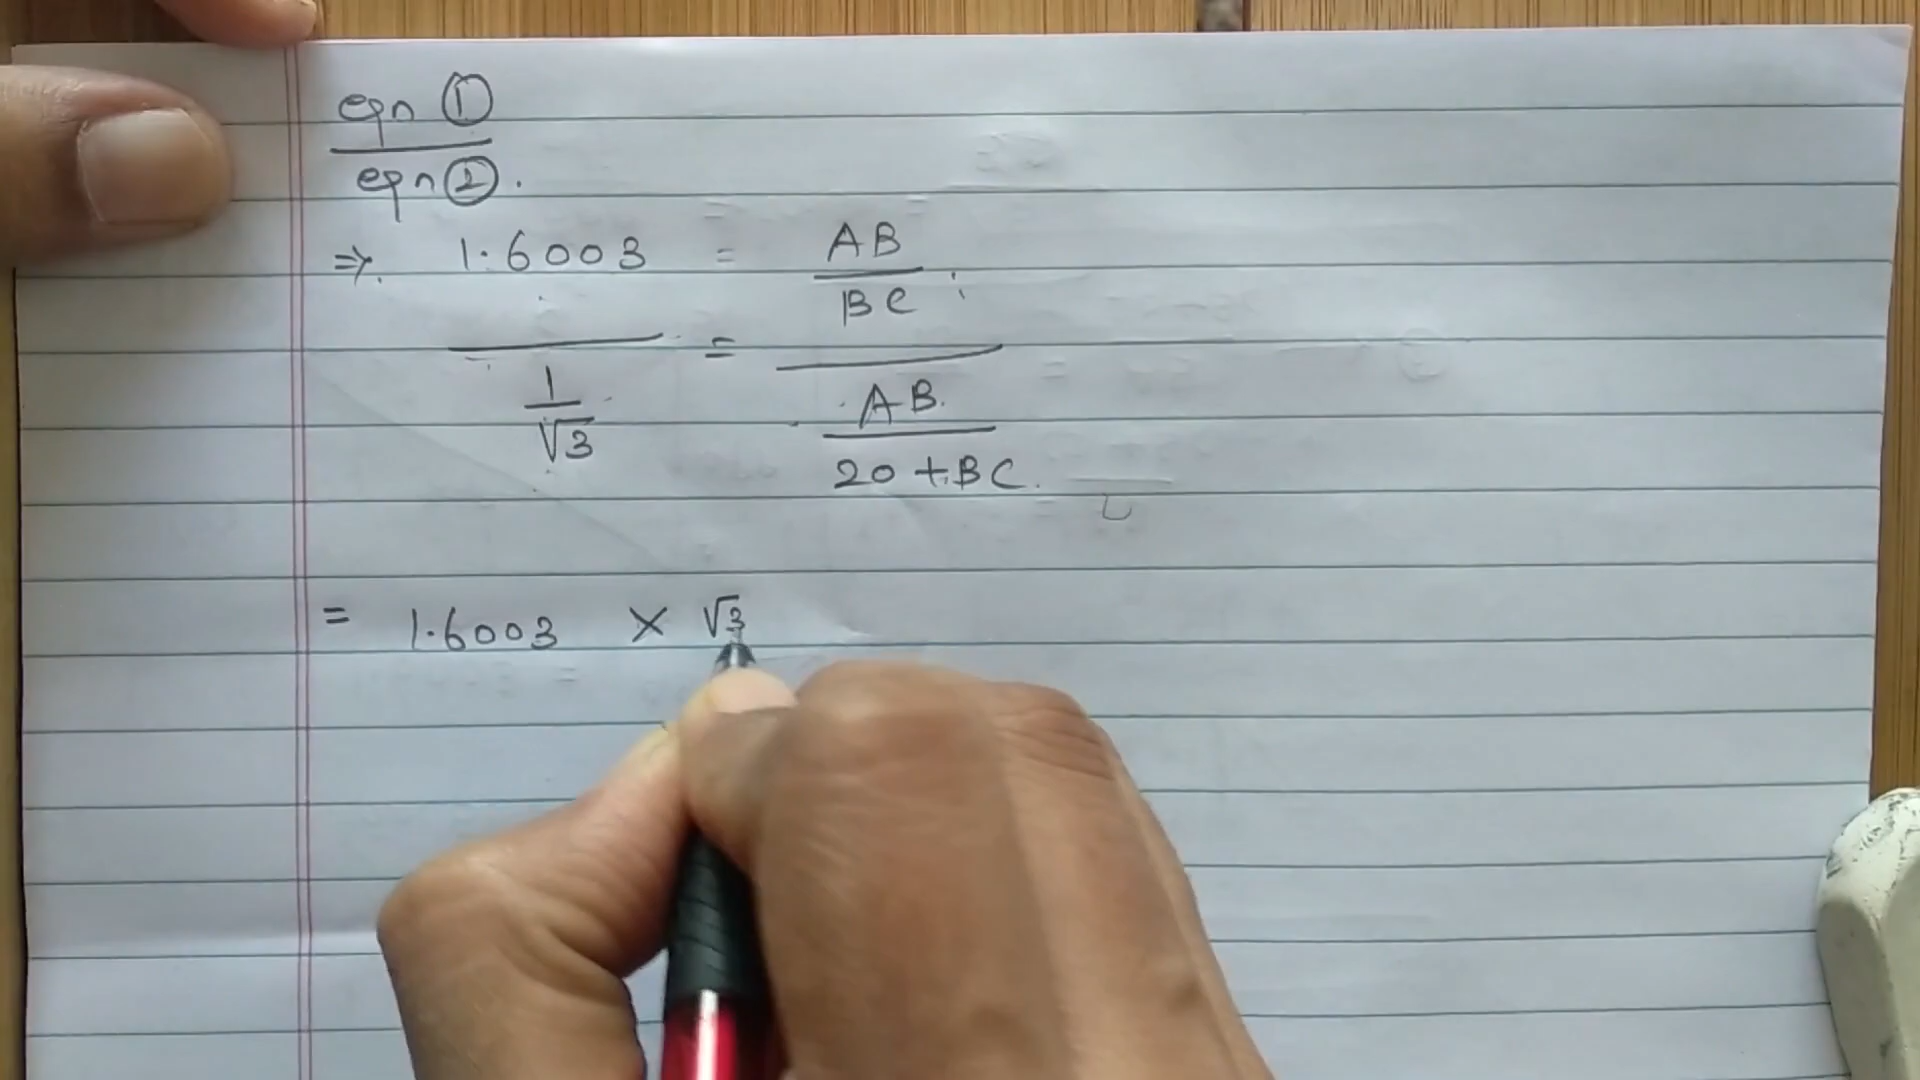 eqn ①
eqn ②.
⇒ 1.6003 = AB
BC
=
1 AB.
√3 20 + BC.
= 1.6003 × √3